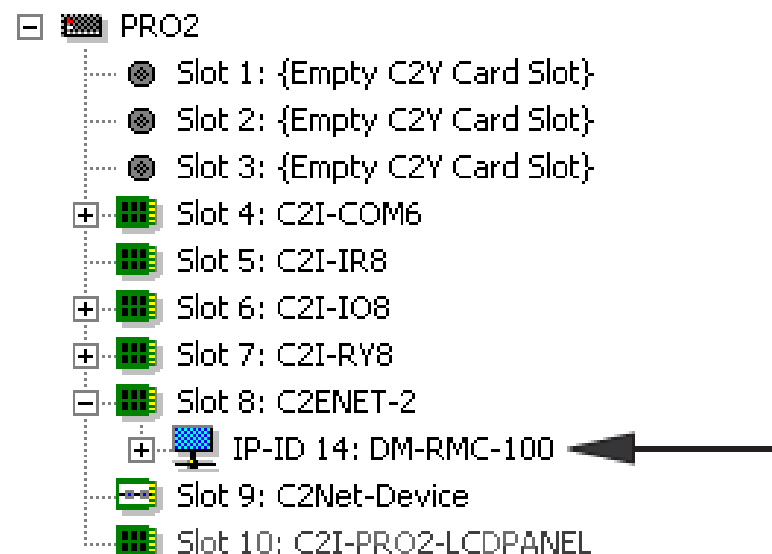 PRO2
Slot 1: {Empty C2Y Card Slot}
Slot 2: {Empty C2Y Card Slot}
Slot 3: {Empty C2Y Card Slot}
Slot 4: C2I-COM6
Slot 5: C2I-IR8
Slot 6: C2I-IO8
Slot 7: C2I-RY8
Slot 8: C2ENET-2
IP-ID 14: DM-RMC-100
Slot 9: C2Net-Device
Slot 10: C2I-PRO2-LCDPANEL